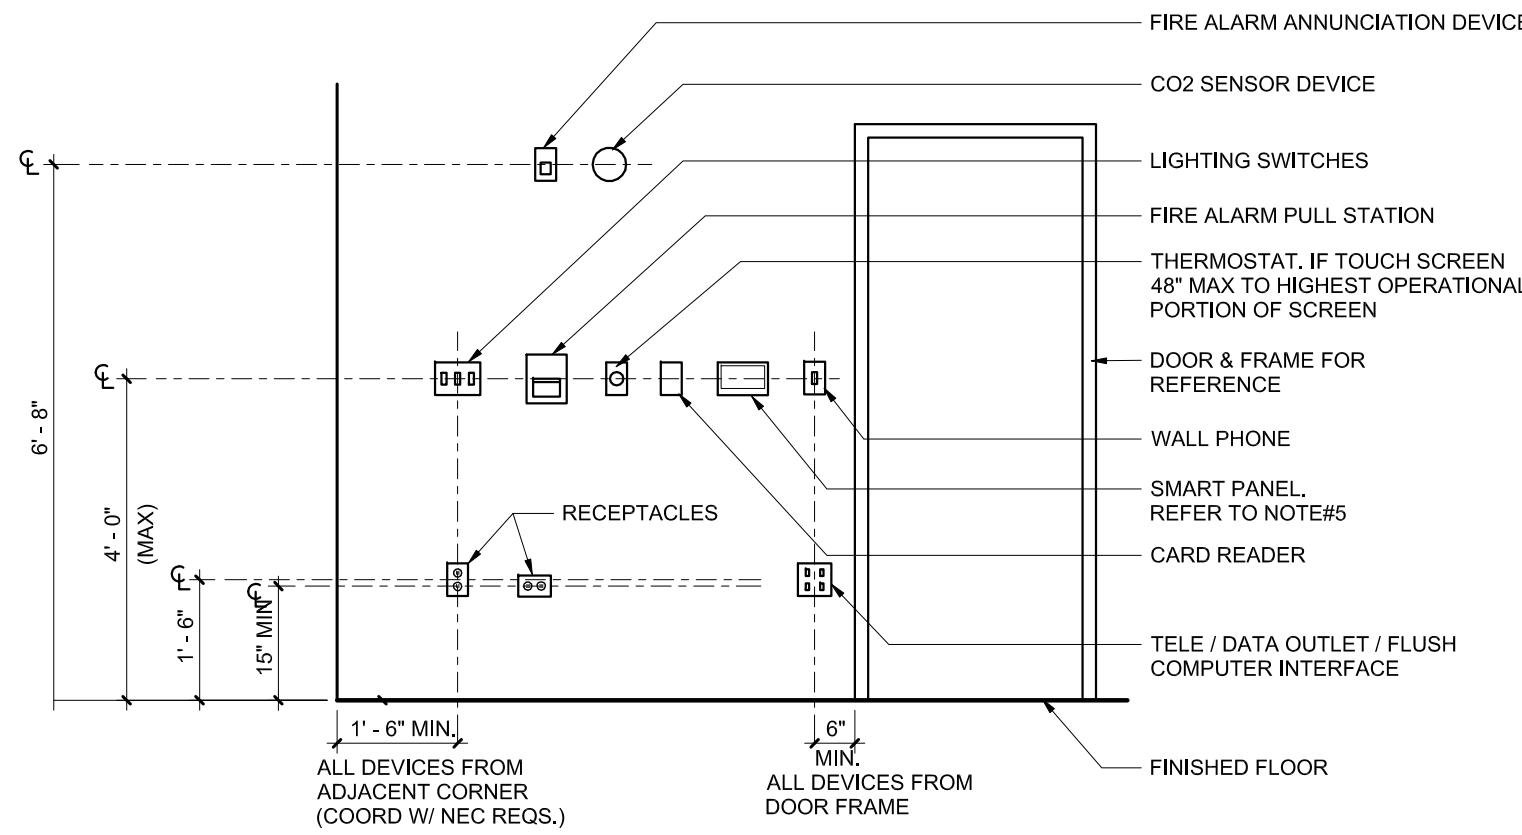 FIRE ALARM ANNUNCIATION DEVICE
CO2 SENSOR DEVICE
LIGHTING SWITCHES
FIRE ALARM PULL STATION
THERMOSTAT. IF TOUCH SCREEN
48" MAX TO HIGHEST OPERATIONAL
PORTION OF SCREEN
DOOR & FRAME FOR
REFERENCE
WALL PHONE
SMART PANEL.
REFER TO NOTE#5
CARD READER
TELE / DATA OUTLET / FLUSH
COMPUTER INTERFACE
FINISHED FLOOR
RECEPTACLES
℄
℄
℄
℄
6' - 8"
4' - 0"
(MAX)
1' - 6"
15" MIN
1' - 6" MIN.
ALL DEVICES FROM
ADJACENT CORNER
(COORD W/ NEC REQS.)
6"
MIN.
ALL DEVICES FROM
DOOR FRAME